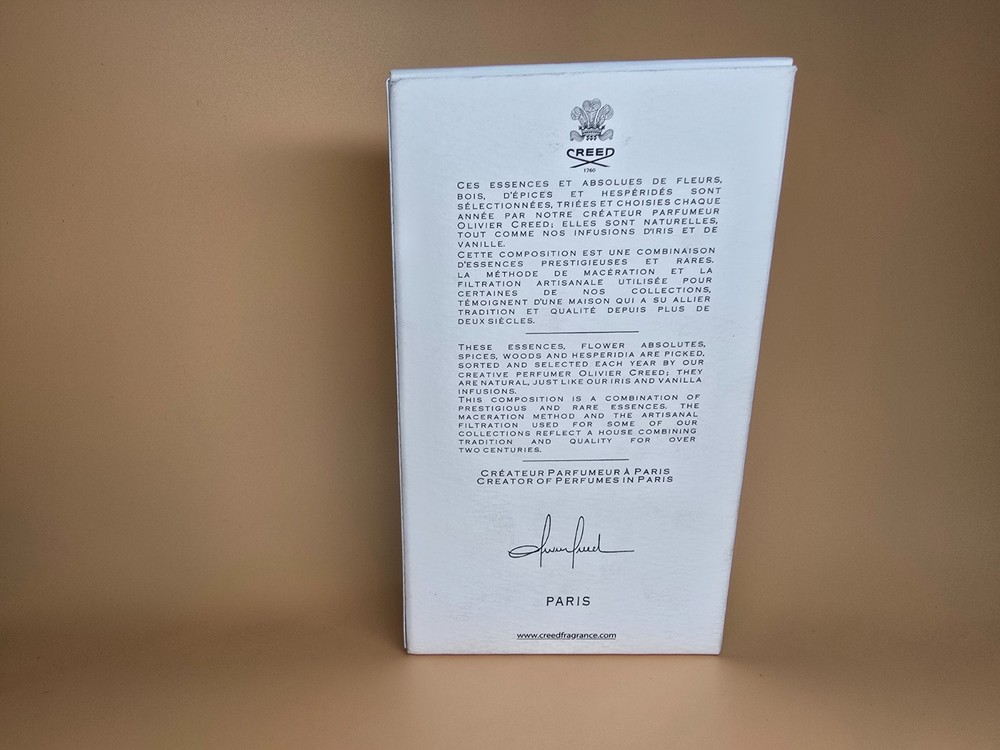 CREED
1760
CES ESSENCES ET ABSOLUES DE FLEURS,
BOIS, D'ÉPICES ET HESPÉRIDÉS SONT
SÉLECTIONNÉES, TRIÉES ET CHOISIES CHAQUE
ANNÉE PAR NOTRE CRÉATEUR PARFUMEUR
OLIVIER CREED; ELLES SONT NATURELLES,
TOUT COMME NOS INFUSIONS D'IRIS ET DE
VANILLE.
CETTE COMPOSITION EST UNE COMBINAISON
D'ESSENCES PRESTIGIEUSES ET RARES.
LA MÉTHODE DE MACÉRATION ET LA
FILTRATION ARTISANALE UTILISÉE POUR
CERTAINES DE NOS COLLECTIONS,
TÉMOIGNENT D'UNE MAISON QUI A SU ALLIER
TRADITION ET QUALITÉ DEPUIS PLUS DE
DEUX SIÈCLES.
THESE ESSENCES, FLOWER ABSOLUTES,
SPICES, WOODS AND HESPERIDIA ARE PICKED,
SORTED AND SELECTED EACH YEAR BY OUR
CREATIVE PERFUMER OLIVIER CREED; THEY
ARE NATURAL, JUST LIKE OUR IRIS AND VANILLA
INFUSIONS.
THIS COMPOSITION IS A COMBINATION OF
PRESTIGIOUS AND RARE ESSENCES. THE
MACERATION METHOD AND THE ARTISANAL
FILTRATION USED FOR SOME OF OUR
COLLECTIONS REFLECT A HOUSE COMBINING
TRADITION AND QUALITY FOR OVER
TWO CENTURIES.
CRÉATEUR PARFUMEUR À PARIS
CREATOR OF PERFUMES IN PARIS
Olivier Creed
PARIS
www.creedfragrance.com